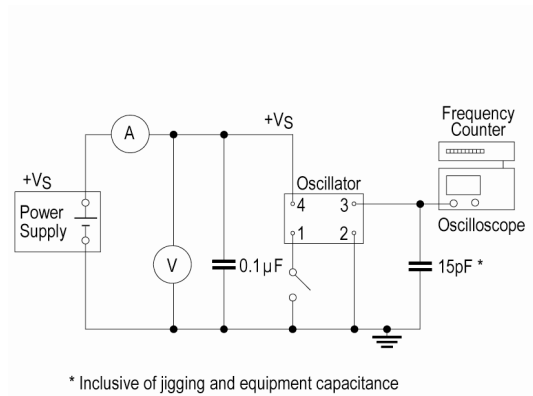 Frequency
Counter
+VS
A
Oscillator
+VS
Power
Supply
4 3
Oscilloscope
1 2
V
0.1µF
15pF *
* Inclusive of jigging and equipment capacitance